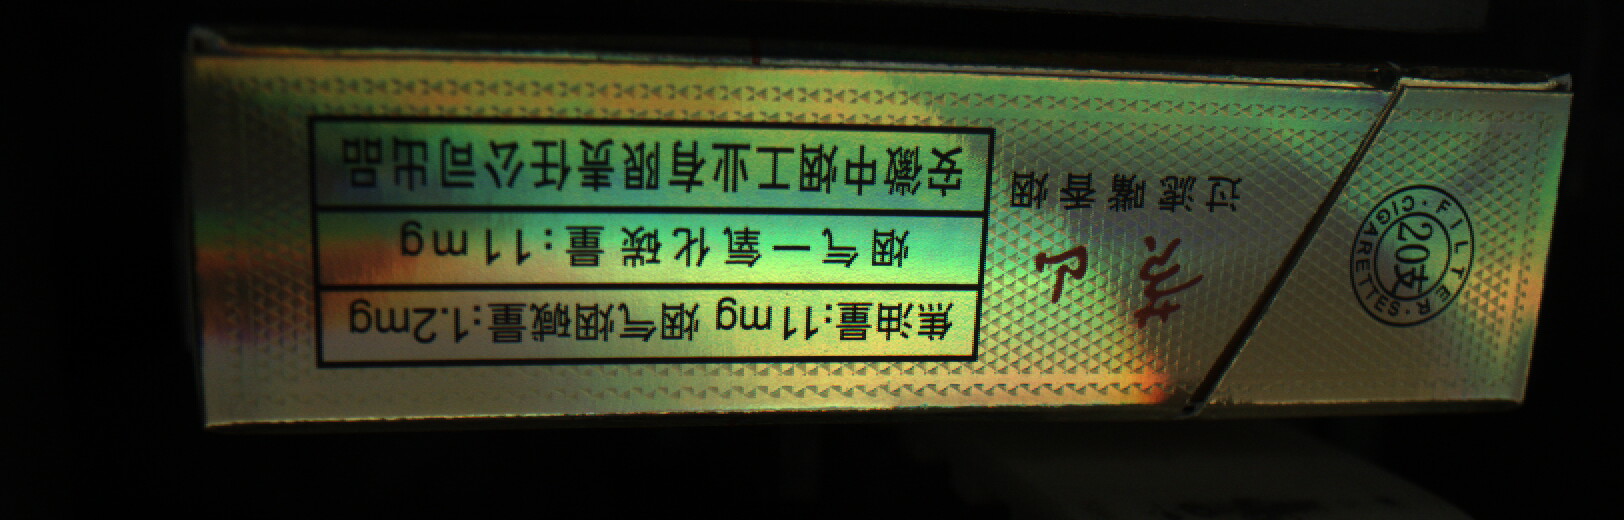 FILTER·CIGARETTES·
20支
黄山
过滤嘴香烟
焦油量:11mg 烟气烟碱量:1.2mg
烟气一氧化碳量:11mg
安徽中烟工业有限责任公司出品